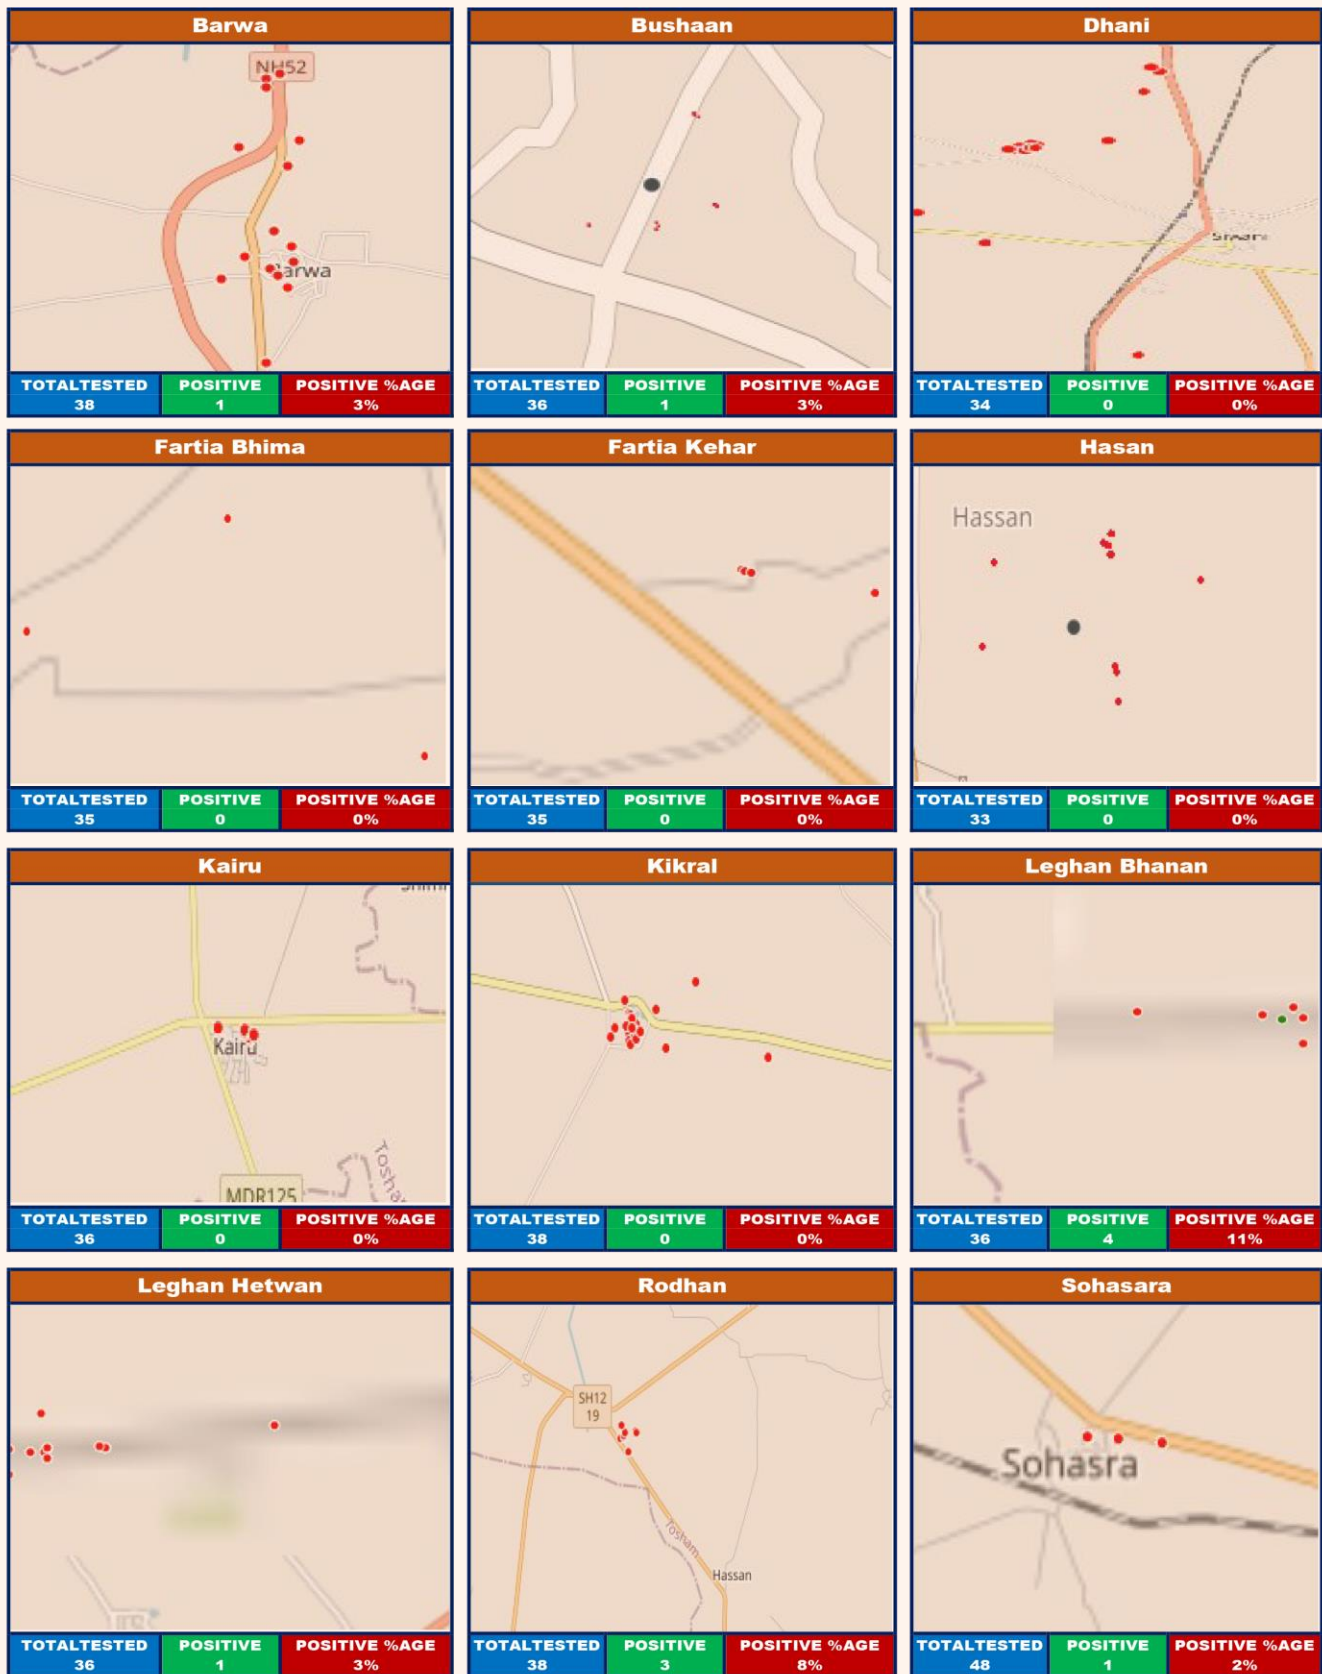 Barwa
NH52
Barwa
TOTALTESTED POSITIVE POSITIVE %AGE
38 1 3%
Bushaan
TOTALTESTED POSITIVE POSITIVE %AGE
36 1 3%
Dhani
Siwani
TOTALTESTED POSITIVE POSITIVE %AGE
34 0 0%
Fartia Bhima
TOTALTESTED POSITIVE POSITIVE %AGE
35 0 0%
Fartia Kehar
TOTALTESTED POSITIVE POSITIVE %AGE
35 0 0%
Hasan
Hassan
TOTALTESTED POSITIVE POSITIVE %AGE
33 0 0%
Kairu
Kairu
MDR125
TOTALTESTED POSITIVE POSITIVE %AGE
36 0 0%
Kikral
TOTALTESTED POSITIVE POSITIVE %AGE
38 0 0%
Leghan Bhanan
TOTALTESTED POSITIVE POSITIVE %AGE
36 4 11%
Leghan Hetwan
TOTALTESTED POSITIVE POSITIVE %AGE
36 1 3%
Rodhan
SH12
19
Tosham
Hassan
TOTALTESTED POSITIVE POSITIVE %AGE
38 3 8%
Sohasara
Sohasra
TOTALTESTED POSITIVE POSITIVE %AGE
48 1 2%